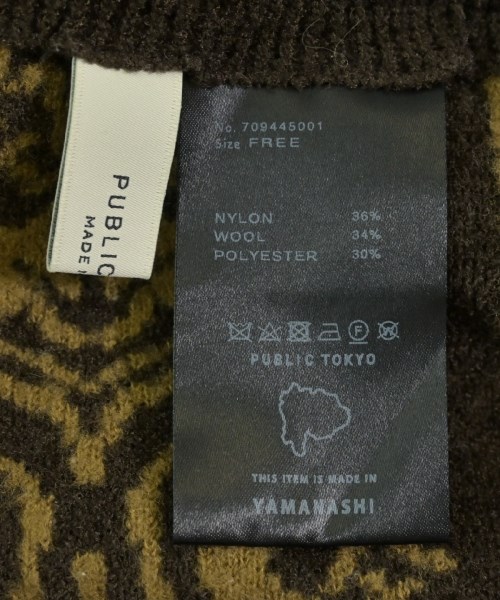 PUBLIC
MADE
No. 709445001
Size FREE
NYLON 36%
WOOL 34%
POLYESTER 30%
PUBLIC TOKYO
THIS ITEM IS MADE IN
YAMANASHI